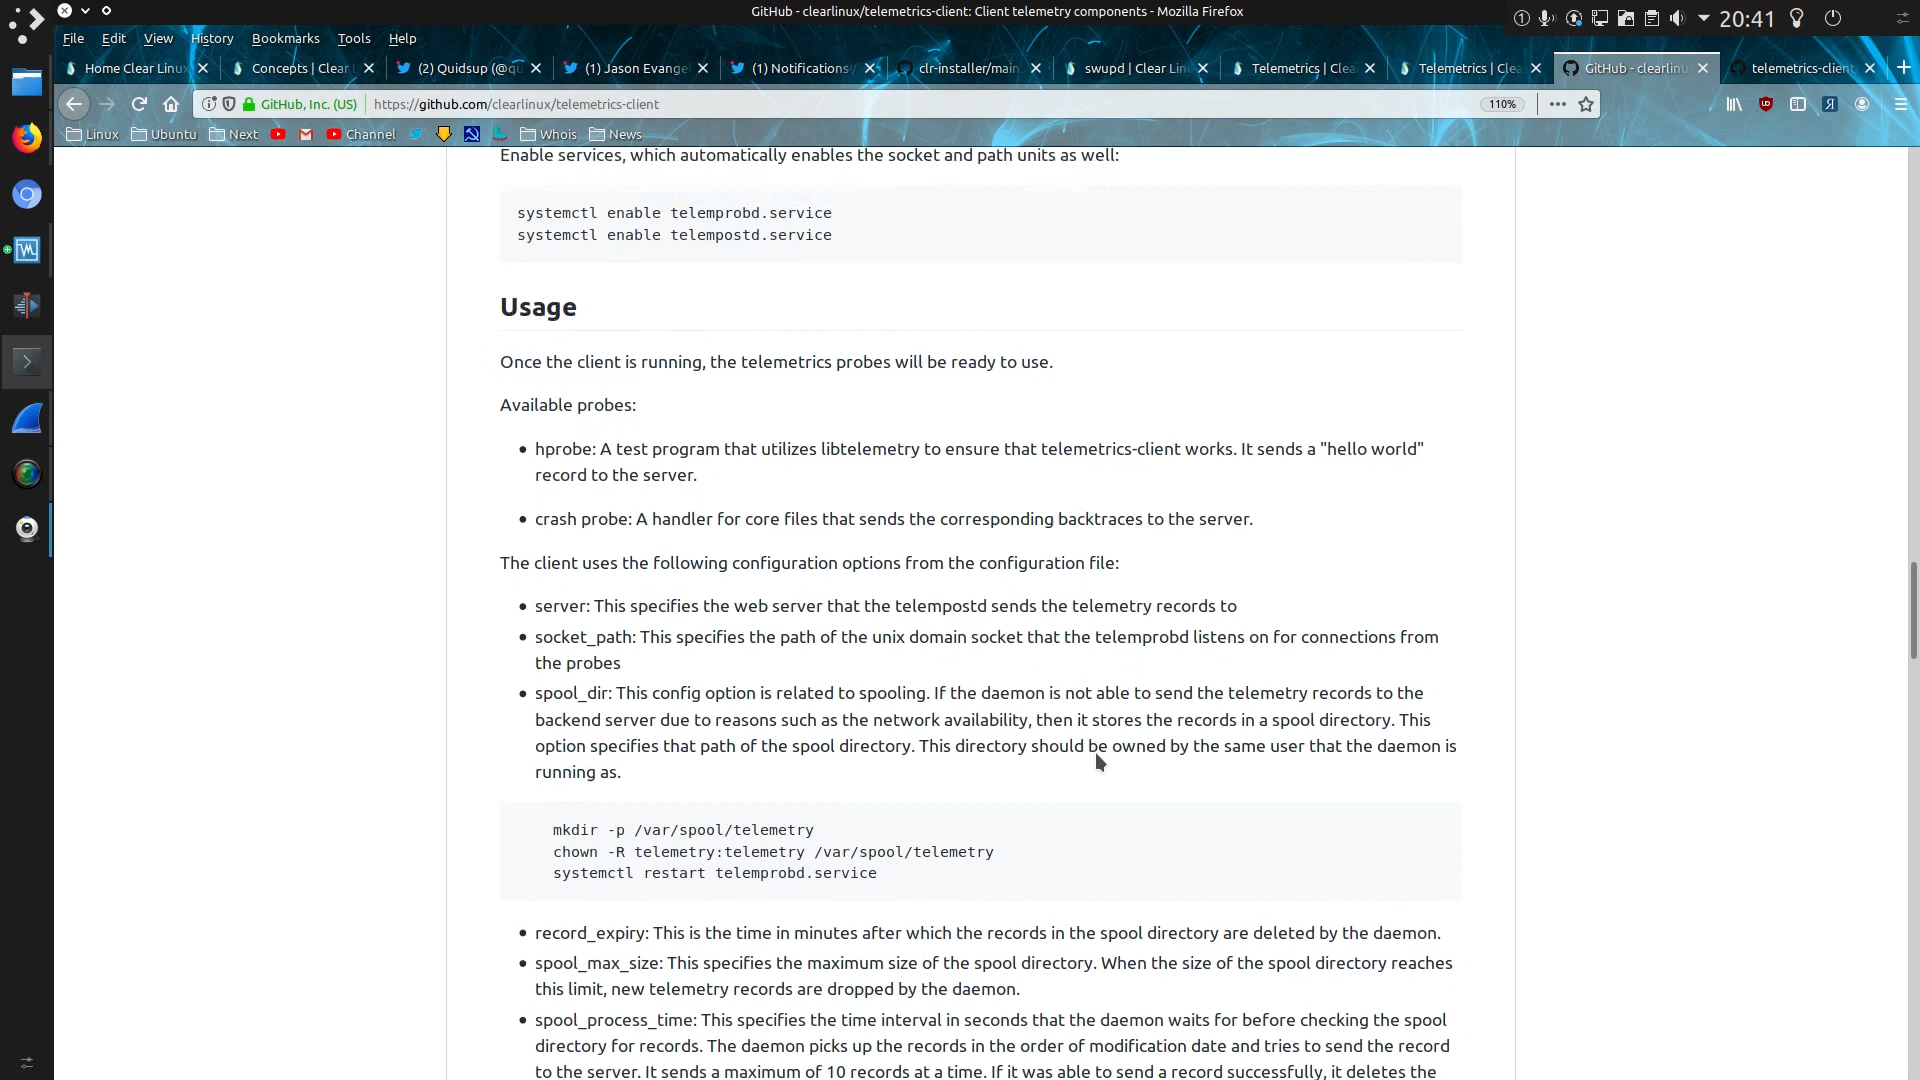 GitHub - clearlinux/telemetrics-client: Client telemetry components - Mozilla Firefox
20:41
File Edit View History Bookmarks Tools Help
Home Clear Linu
Concepts | Clear
(2) Quidsup (@qu
(1) Jason Evange
(1) Notifications
clr-installer/main.
swupd | Clear Lin
Telemetrics | Clea
Telemetrics | Clea
GitHub - clearlinu
telemetrics-client
GitHub, Inc. (US)
https://github.com/clearlinux/telemetrics-client
110%
Linux Ubuntu Next Channel Whois News
Enable services, which automatically enables the socket and path units as well:
systemctl enable telemprobd.service
systemctl enable telempostd.service
Usage
Once the client is running, the telemetrics probes will be ready to use.
Available probes:
hprobe: A test program that utilizes libtelemetry to ensure that telemetrics-client works. It sends a "hello world"
record to the server.
crash probe: A handler for core files that sends the corresponding backtraces to the server.
The client uses the following configuration options from the configuration file:
server: This specifies the web server that the telempostd sends the telemetry records to
socket_path: This specifies the path of the unix domain socket that the telemprobd listens on for connections from
the probes
spool_dir: This config option is related to spooling. If the daemon is not able to send the telemetry records to the
backend server due to reasons such as the network availability, then it stores the records in a spool directory. This
option specifies that path of the spool directory. This directory should be owned by the same user that the daemon is
running as.
mkdir -p /var/spool/telemetry
chown -R telemetry:telemetry /var/spool/telemetry
systemctl restart telemprobd.service
record_expiry: This is the time in minutes after which the records in the spool directory are deleted by the daemon.
spool_max_size: This specifies the maximum size of the spool directory. When the size of the spool directory reaches
this limit, new telemetry records are dropped by the daemon.
spool_process_time: This specifies the time interval in seconds that the daemon waits for before checking the spool
directory for records. The daemon picks up the records in the order of modification date and tries to send the record
to the server. It sends a maximum of 10 records at a time. If it was able to send a record successfully, it deletes the